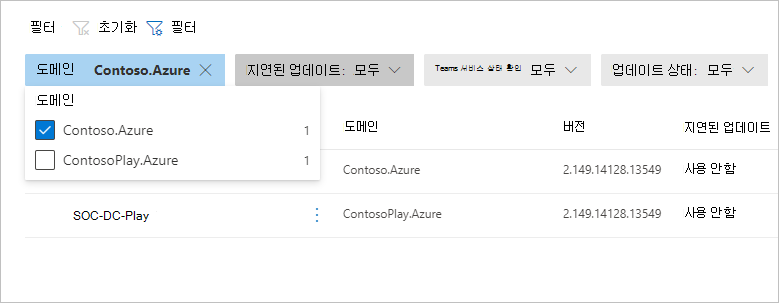 필터 초기화 필터
도메인 Contoso.Azure 지연된 업데이트: 모두 Teams 서비스 상태 확인 모두 업데이트 상태: 모두
도메인
Contoso.Azure 1
ContosoPlay.Azure 1
도메인 버전 지연된 업데이트
Contoso.Azure 2.149.14128.13549 사용 안 함
SOC-DC-Play ContosoPlay.Azure 2.149.14128.13549 사용 안 함